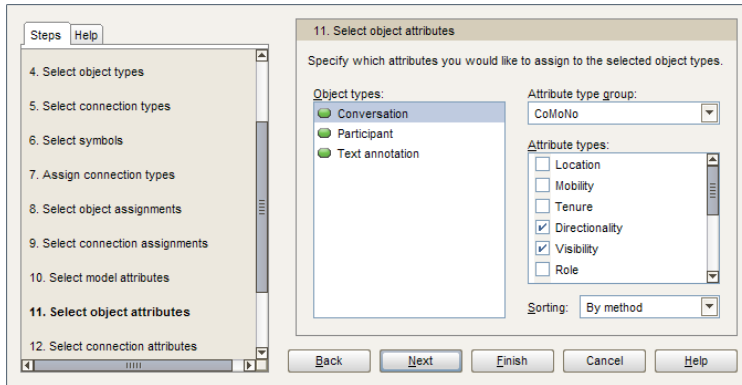 Steps
Help
4. Select object types
5. Select connection types
6. Select symbols
7. Assign connection types
8. Select object assignments
9. Select connection assignments
10. Select model attributes
11. Select object attributes
12. Select connection attributes
11. Select object attributes
Specify which attributes you would like to assign to the selected object types.
Object types:
Conversation
Participant
Text annotation
Attribute type group:
CoMoNo
Attribute types:
Location
Mobility
Tenure
Directionality
Visibility
Role
Sorting: By method
Back Next Finish Cancel Help